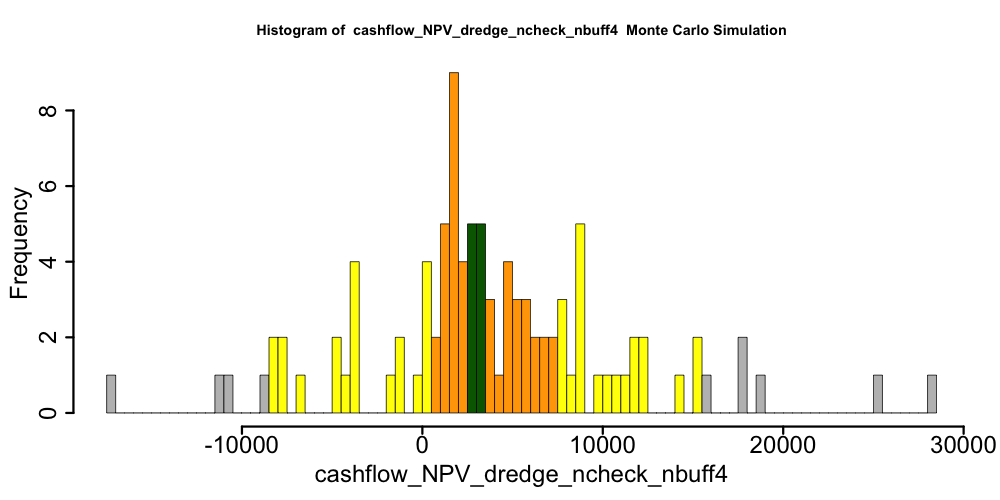 Histogram of  cashflow_NPV_dredge_ncheck_nbuff4  Monte Carlo Simulation
Frequency
8
6
4
2
0
-10000 0 10000 20000 30000
cashflow_NPV_dredge_ncheck_nbuff4